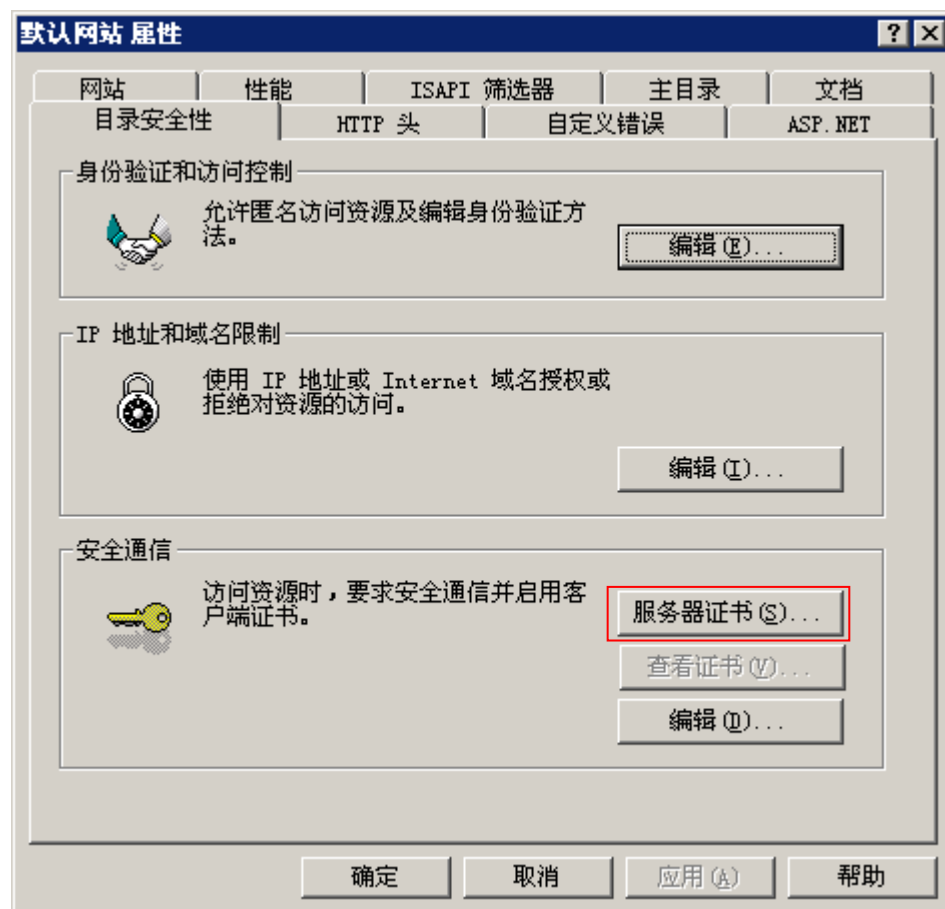 默认网站 属性
网站 性能 ISAPI 筛选器 主目录 文档
目录安全性 HTTP 头 自定义错误 ASP.NET
身份验证和访问控制
允许匿名访问资源及编辑身份验证方
法。
编辑(E)...
IP 地址和域名限制
使用 IP 地址或 Internet 域名授权或
拒绝对资源的访问。
编辑(I)...
安全通信
访问资源时，要求安全通信并启用客
户端证书。
服务器证书(S)...
查看证书(V)...
编辑(D)...
确定 取消 应用(A) 帮助